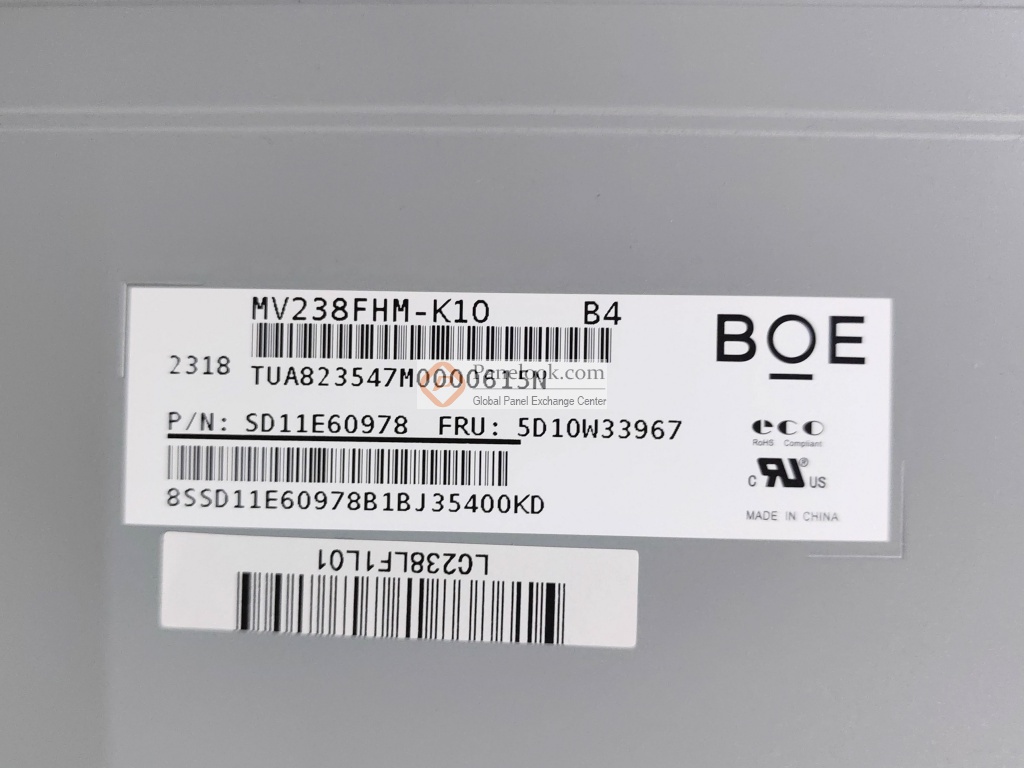 MV238FHM-K10 B4
BOE
2318
TUA823547M0000615N
Panelook.com
Global Panel Exchange Center
P/N: SD11E60978 FRU: 5D10W33967
eco
RoHS Compliant
C RU® US
8SSD11E60978B1BJ35400KD
MADE IN CHINA
LC238LF1L01